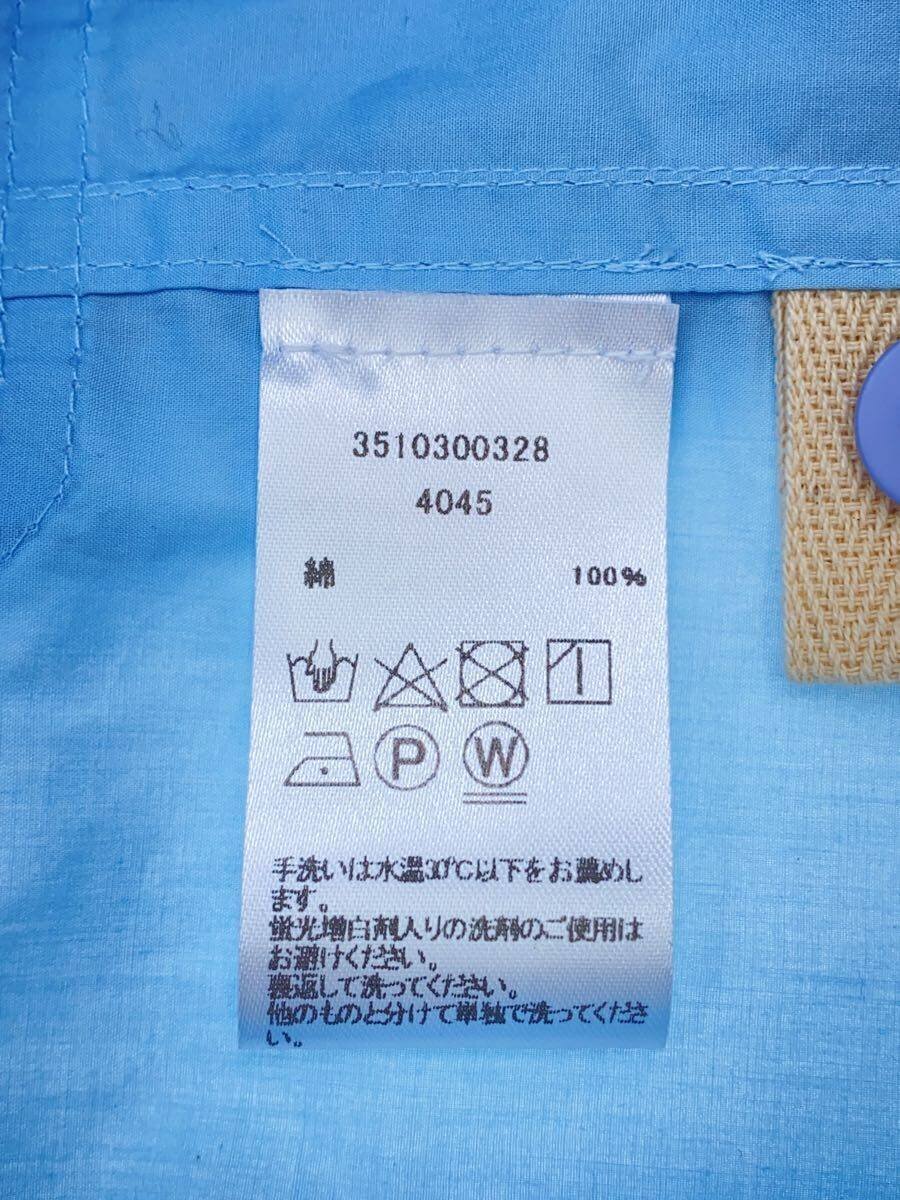 3510300328
4045
綿 100%
P W
手洗いは水温30℃以下をお薦めし
ます。
蛍光増白剤入りの洗剤のご使用は
お避けください。
裏返して洗ってください。
他のものと分けて単独で洗ってくださ
い。